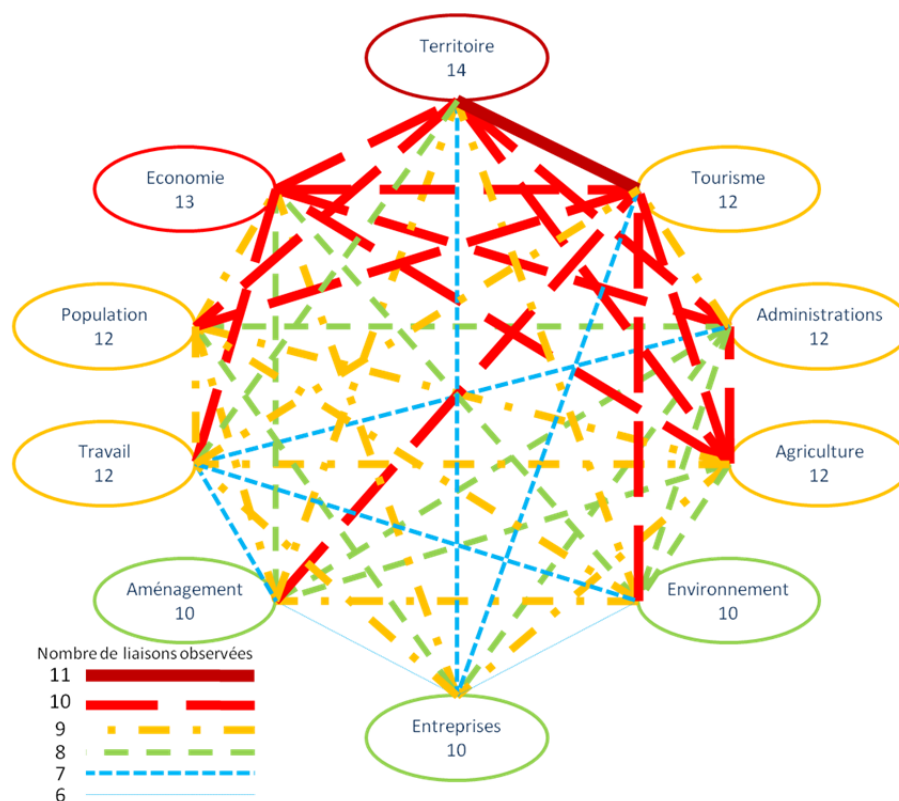 Territoire
14
Economie
13
Tourisme
12
Population
12
Administrations
12
Travail
12
Agriculture
12
Aménagement
10
Environnement
10
Entreprises
10
Nombre de liaisons observées
11
10
9
8
7
6